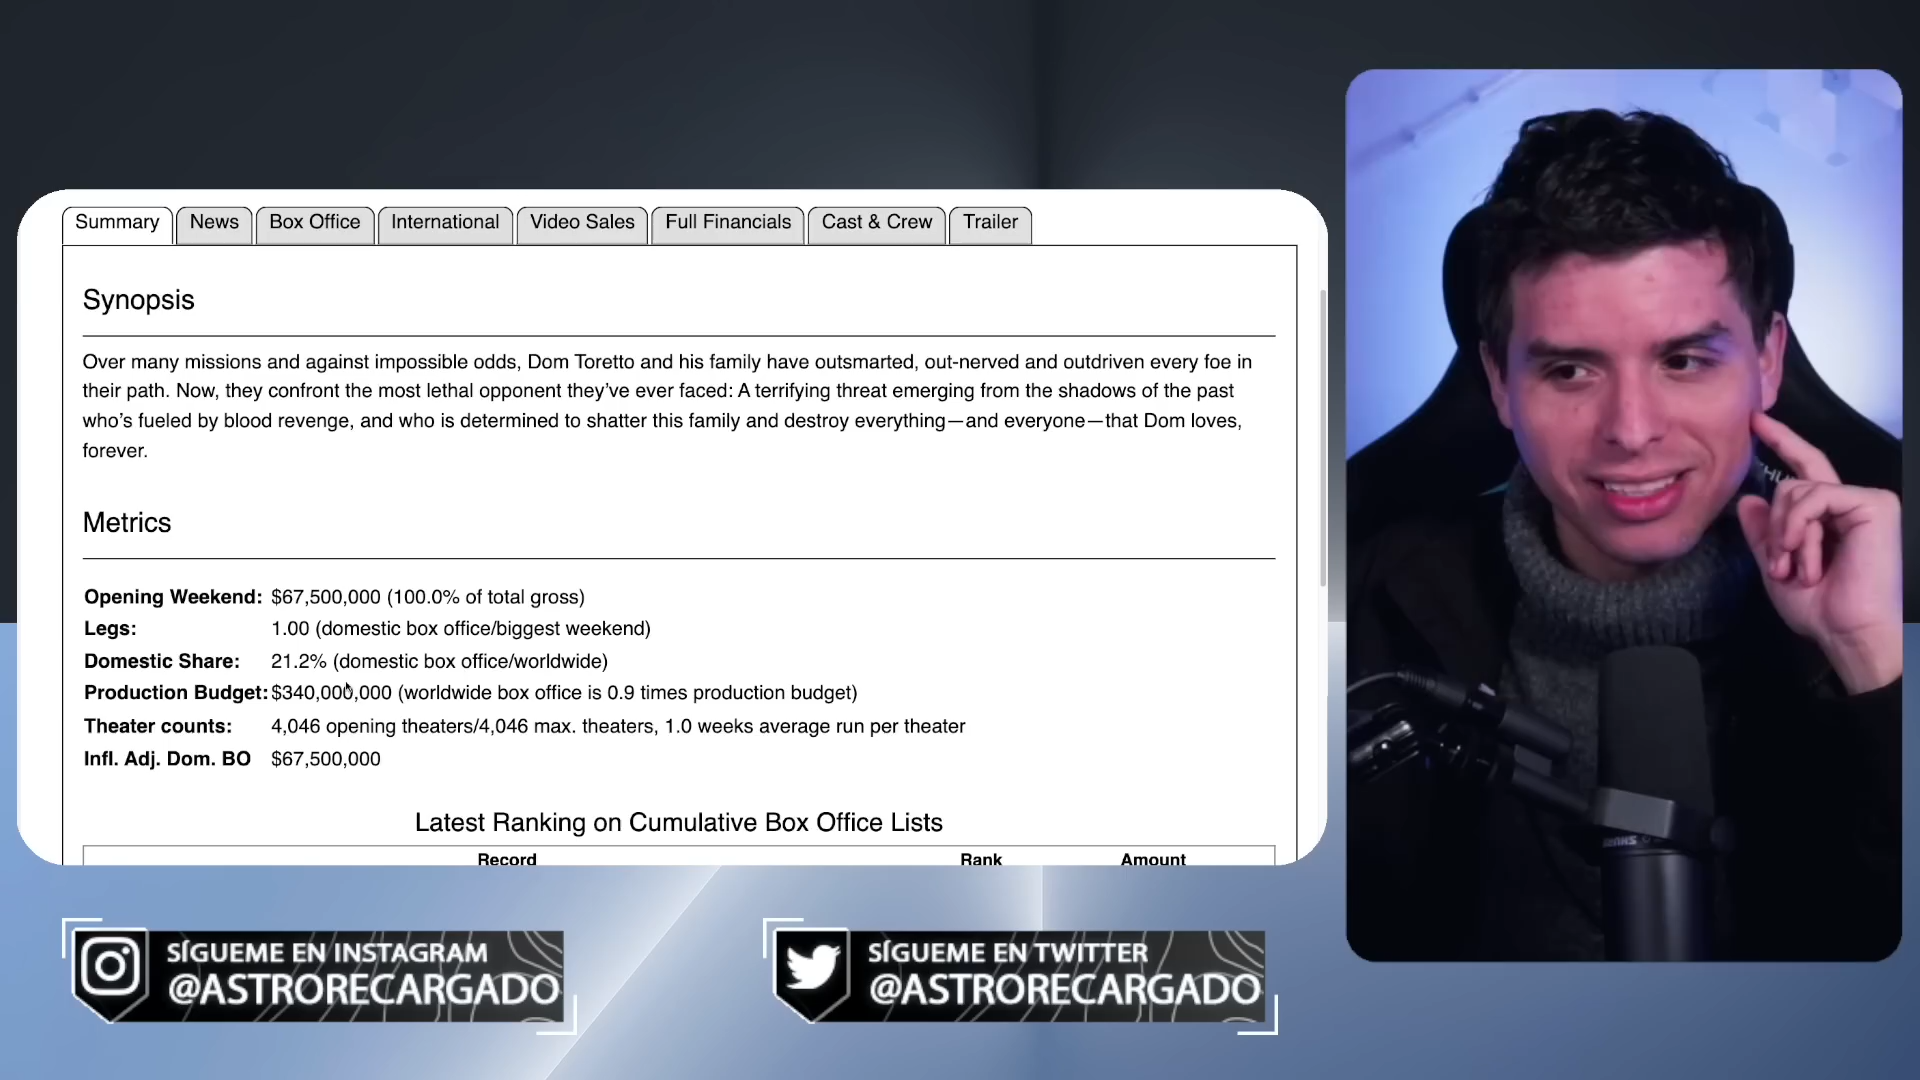 Summary News Box Office International Video Sales Full Financials Cast & Crew Trailer
Synopsis
Over many missions and against impossible odds, Dom Toretto and his family have outsmarted, out-nerved and outdriven every foe in
their path. Now, they confront the most lethal opponent they've ever faced: A terrifying threat emerging from the shadows of the past
who's fueled by blood revenge, and who is determined to shatter this family and destroy everything—and everyone—that Dom loves,
forever.
Metrics
Opening Weekend: $67,500,000 (100.0% of total gross)
Legs: 1.00 (domestic box office/biggest weekend)
Domestic Share: 21.2% (domestic box office/worldwide)
Production Budget: $340,000,000 (worldwide box office is 0.9 times production budget)
Theater counts: 4,046 opening theaters/4,046 max. theaters, 1.0 weeks average run per theater
Infl. Adj. Dom. BO $67,500,000
Latest Ranking on Cumulative Box Office Lists
Record Rank Amount
SÍGUEME EN INSTAGRAM
@ASTRORECARGADO
SÍGUEME EN TWITTER
@ASTRORECARGADO